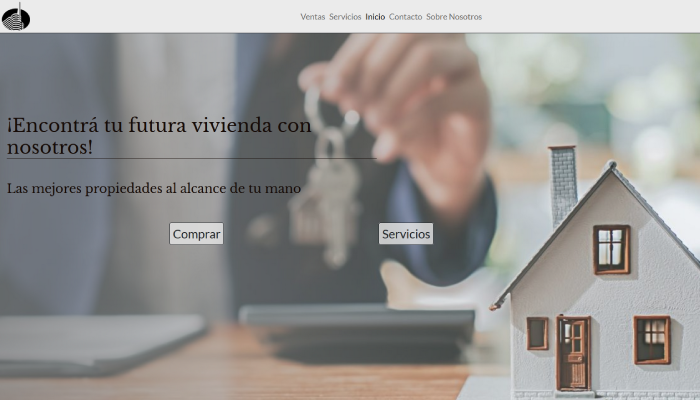 Ventas Servicios Inicio Contacto Sobre Nosotros
¡Encontrá tu futura vivienda con
nosotros!
Las mejores propiedades al alcance de tu mano
Comprar Servicios